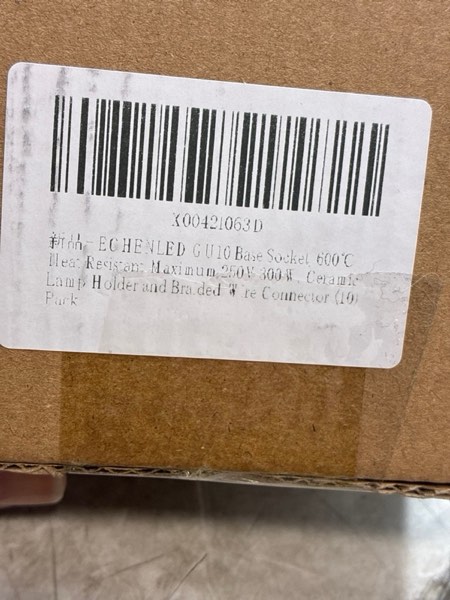 X00421063D
新品 - ECHENLED GU10 Base Socket, 600℃
Heat Resistant, Maximum 250V 300W, Ceramic
Lamp Holder and Braided Wire Connector (10
Pack